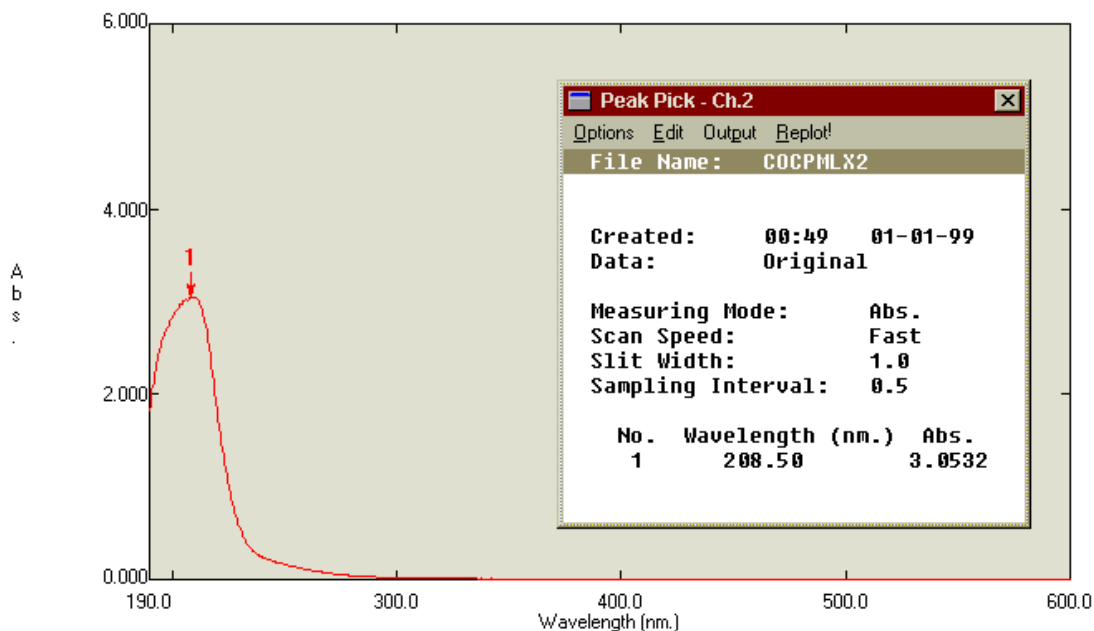 6.000
4.000
2.000
0.000
Abs.
1
190.0 300.0 400.0 500.0 600.0
Wavelength (nm.)
Peak Pick - Ch.2
Options Edit Output Replot!
File Name: COCPMLX2
Created: 00:49 01-01-99
Data: Original
Measuring Mode: Abs.
Scan Speed: Fast
Slit Width: 1.0
Sampling Interval: 0.5
No. Wavelength (nm.) Abs.
1 208.50 3.0532